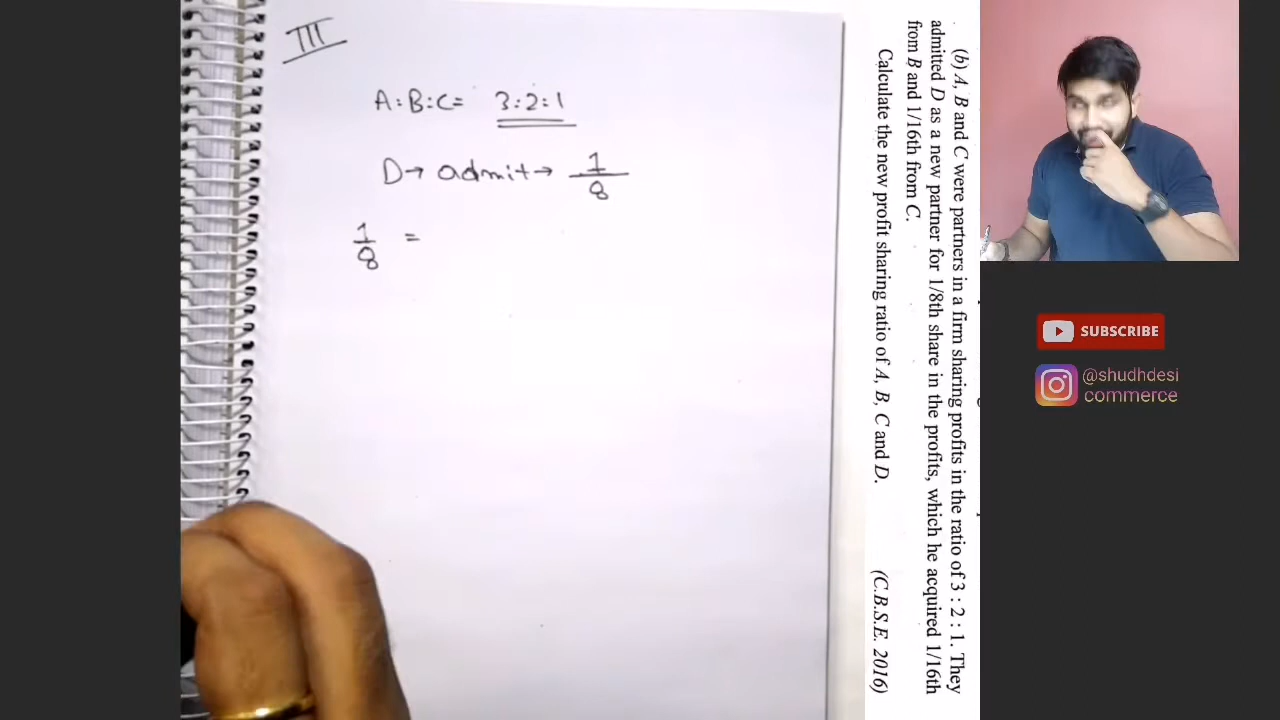 III
A:B:C= 3:2:1
D→ admit→ 1/8
1/8 =
(b) A, B and C were partners in a firm sharing profits in the ratio of 3 : 2 : 1. They
admitted D as a new partner for 1/8th share in the profits, which he acquired 1/16th
from B and 1/16th from C.
Calculate the new profit sharing ratio of A, B, C and D. (C.B.S.E. 2016)
SUBSCRIBE
@shudhdesi
commerce